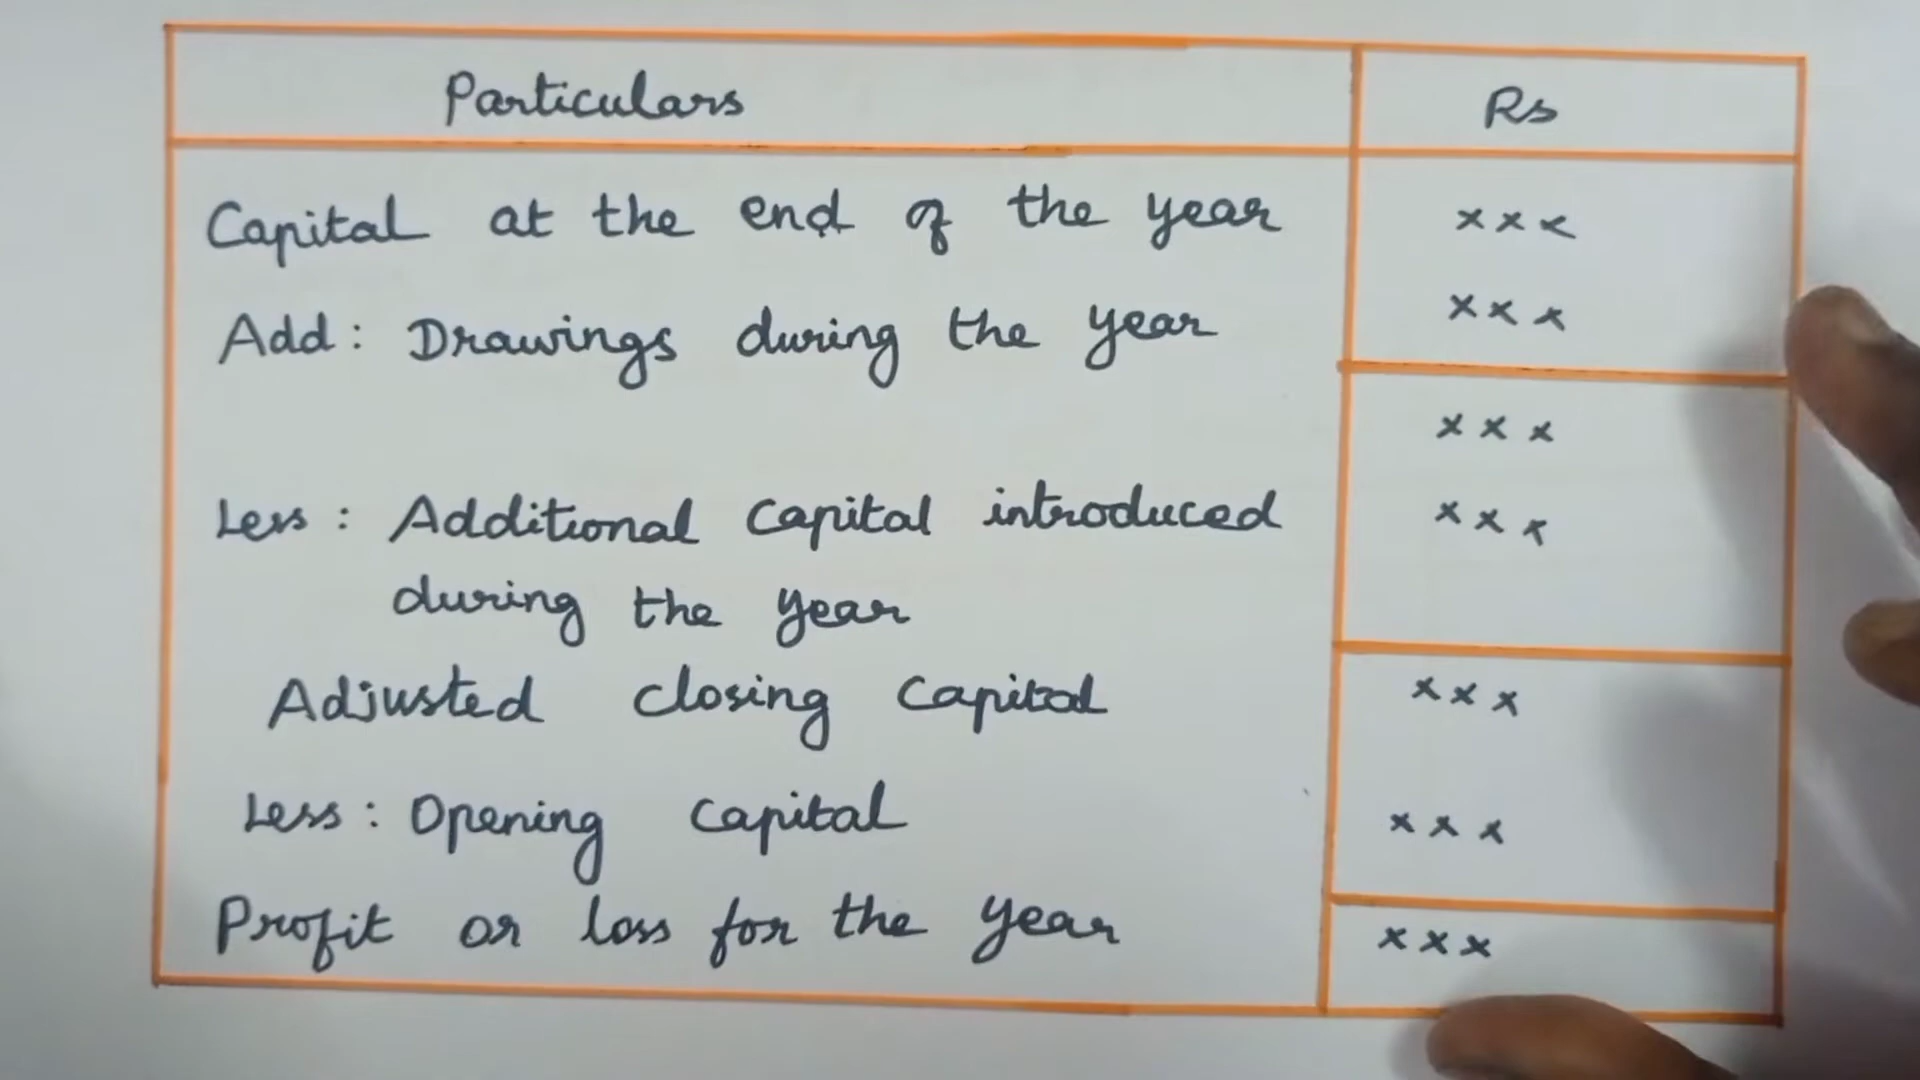 Particulars Rs
Capital at the end of the year xxx
Add: Drawings during the year xxx
xxx
Less: Additional Capital introduced xxx
during the year
Adjusted closing capital xxx
Less: Opening capital xxx
Profit or loss for the year xxx